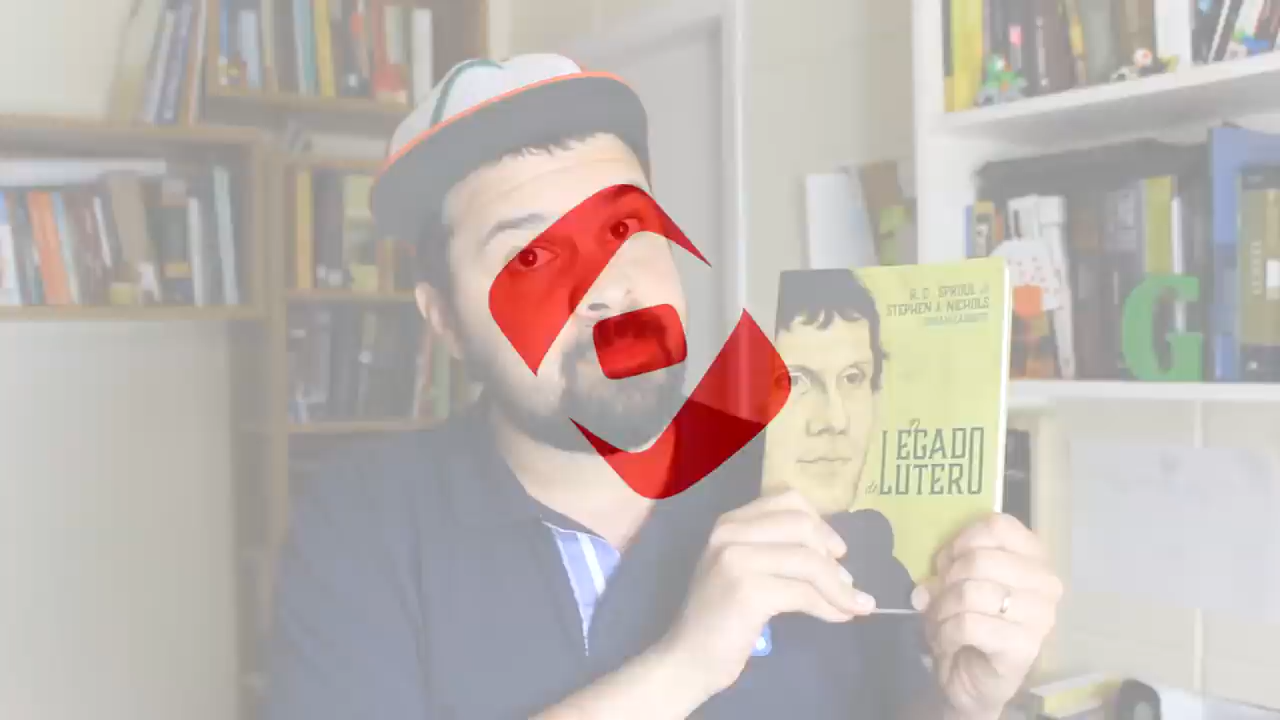 R. C. SPROUL &
STEPHEN J. NICHOLS
O
LEGADO
de LUTERO
G